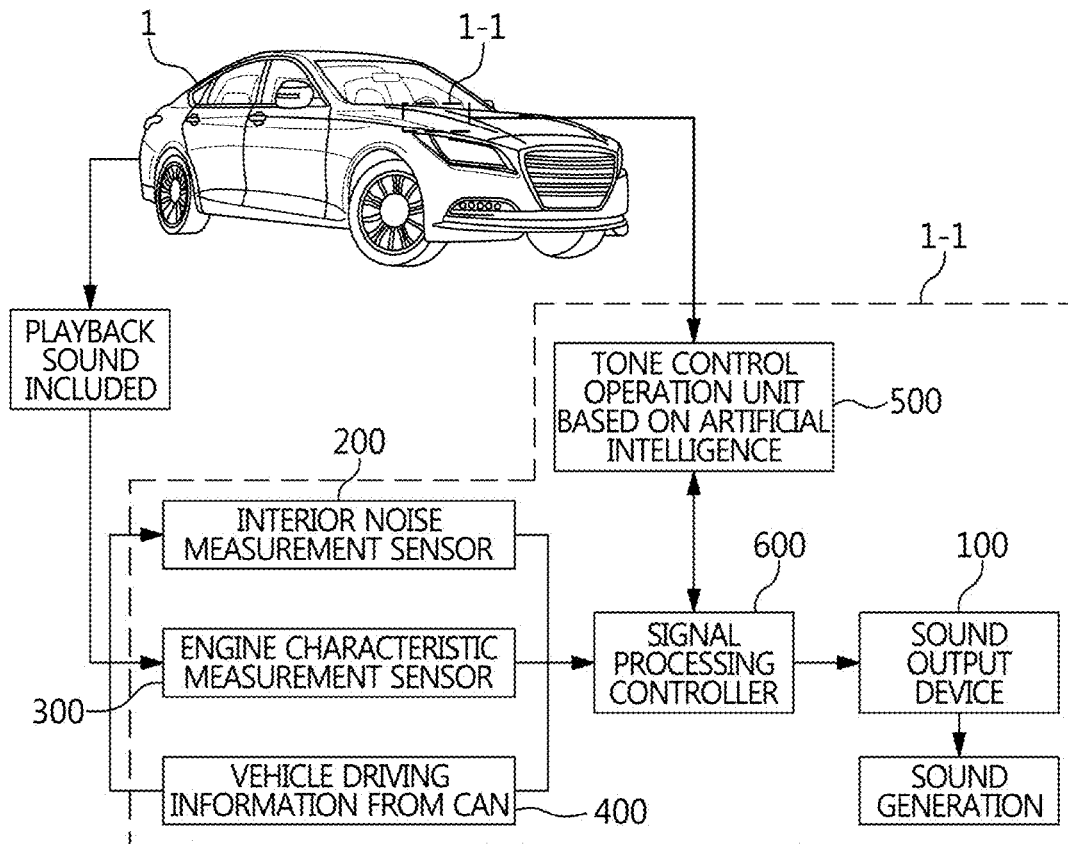 1
1-1
1-1
PLAYBACK
SOUND
INCLUDED
TONE CONTROL
OPERATION UNIT
BASED ON ARTIFICIAL
INTELLIGENCE
500
200
INTERIOR NOISE
MEASUREMENT SENSOR
600
100
ENGINE CHARACTERISTIC
MEASUREMENT SENSOR
300
SIGNAL
PROCESSING
CONTROLLER
SOUND
OUTPUT
DEVICE
VEHICLE DRIVING
INFORMATION FROM CAN
400
SOUND
GENERATION